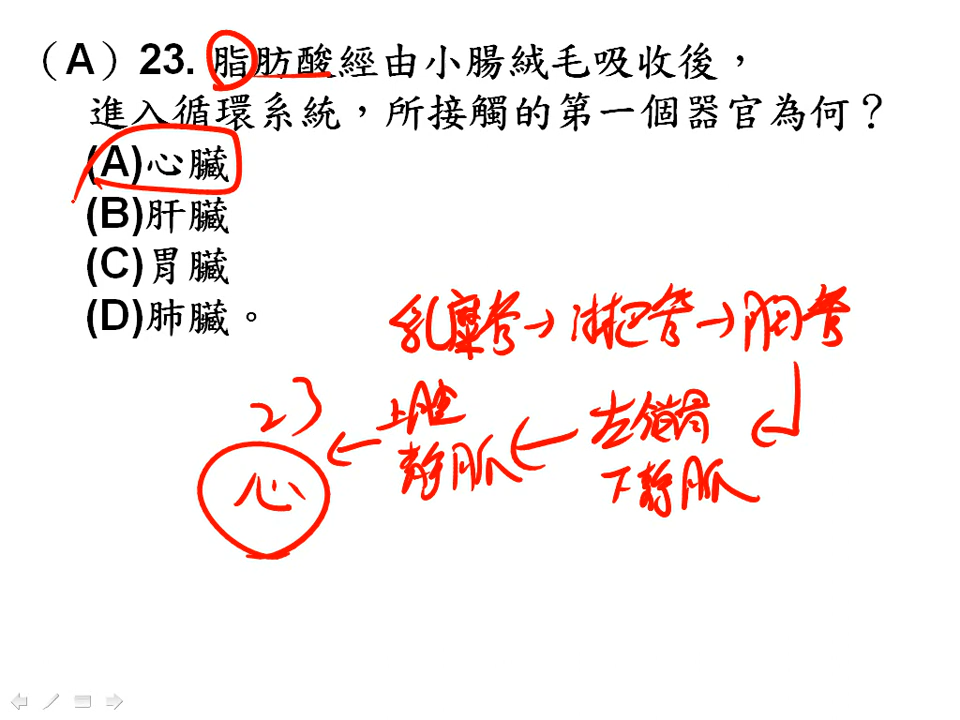 （A）23. 脂肪酸經由小腸絨毛吸收後，
進入循環系統，所接觸的第一個器官為何？
(A)心臟
(B)肝臟
(C)胃臟
(D)肺臟。
乳糜管→淋把管→胸管
23
上腔
靜脈
←
左鎖骨
下靜脈
←
心
←